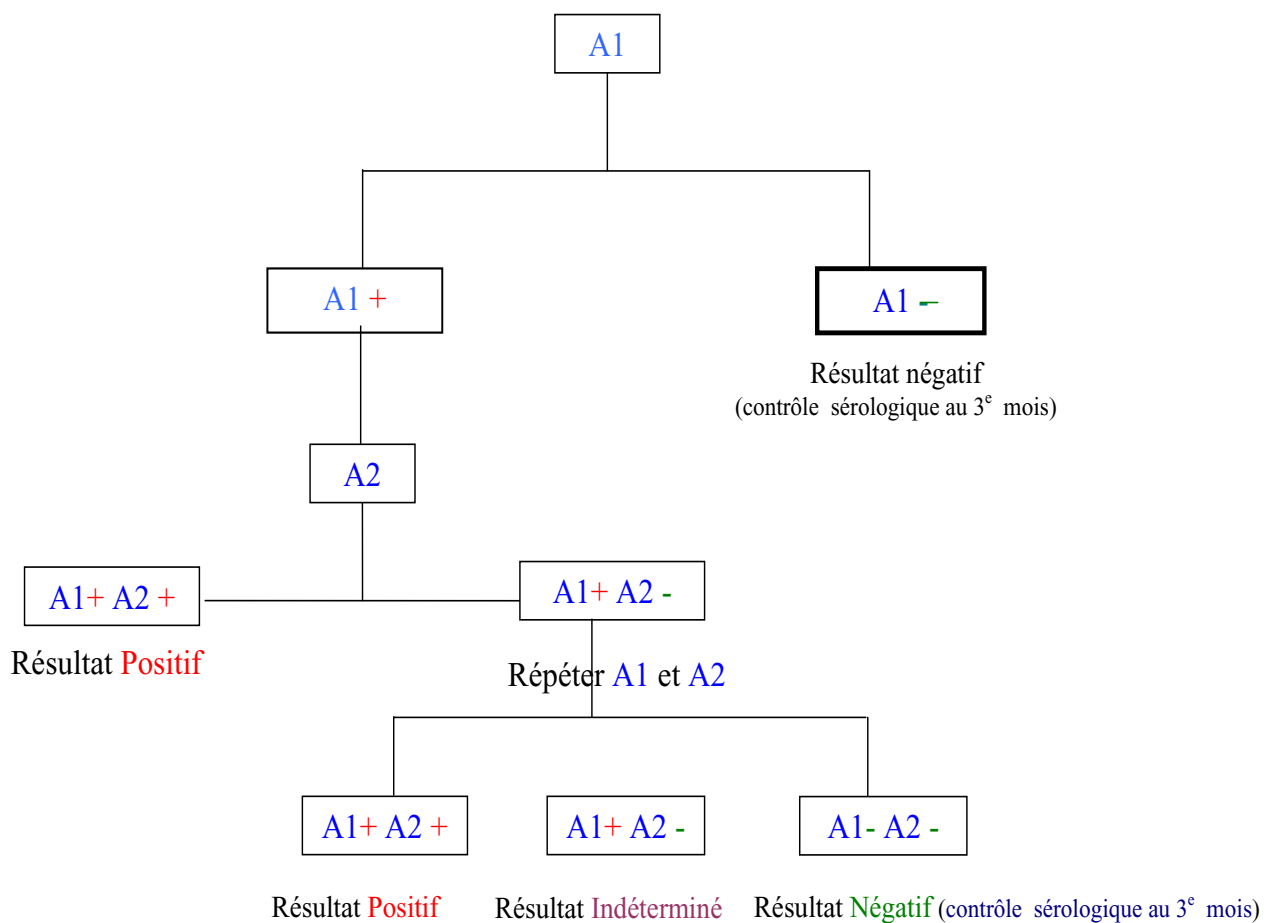 A1
A1 +
A1 -
Résultat négatif
(contrôle sérologique au 3e mois)
A2
A1+ A2 +
A1+ A2 -
Résultat Positif
Répéter A1 et A2
A1+ A2 +
A1+ A2 -
A1- A2 -
Résultat Positif
Résultat Indéterminé
Résultat Négatif (contrôle sérologique au 3e mois)